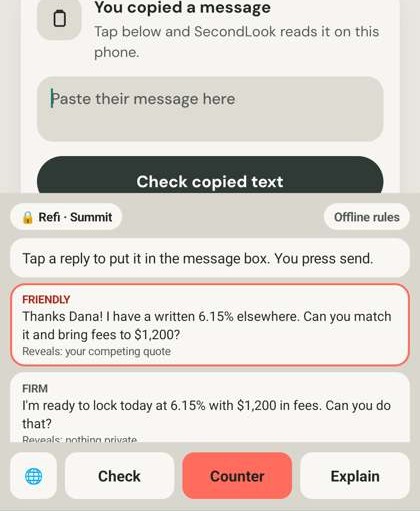 You copied a message
Tap below and SecondLook reads it on this
phone.
Paste their message here
Check copied text
Refi · Summit
Offline rules
Tap a reply to put it in the message box. You press send.
FRIENDLY
Thanks Dana! I have a written 6.15% elsewhere. Can you match
it and bring fees to $1,200?
Reveals: your competing quote
FIRM
I'm ready to lock today at 6.15% with $1,200 in fees. Can you do
that?
Reveals: nothing private
Check
Counter
Explain